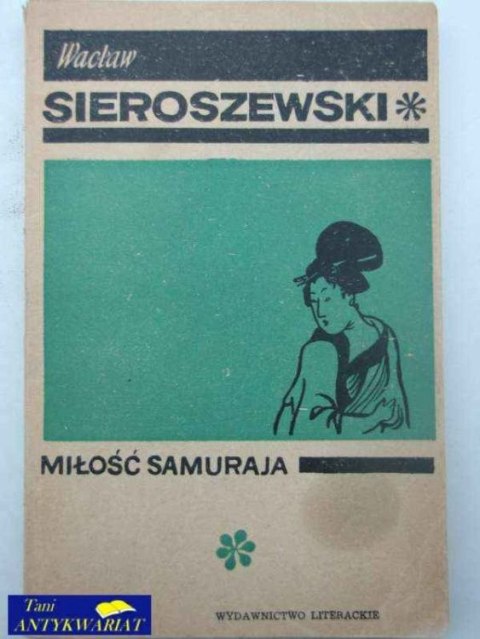 Wacław
SIEROSZEWSKI *
MIŁOŚĆ SAMURAJA
WYDAWNICTWO LITERACKIE
Tani
ANTYKWARIAT